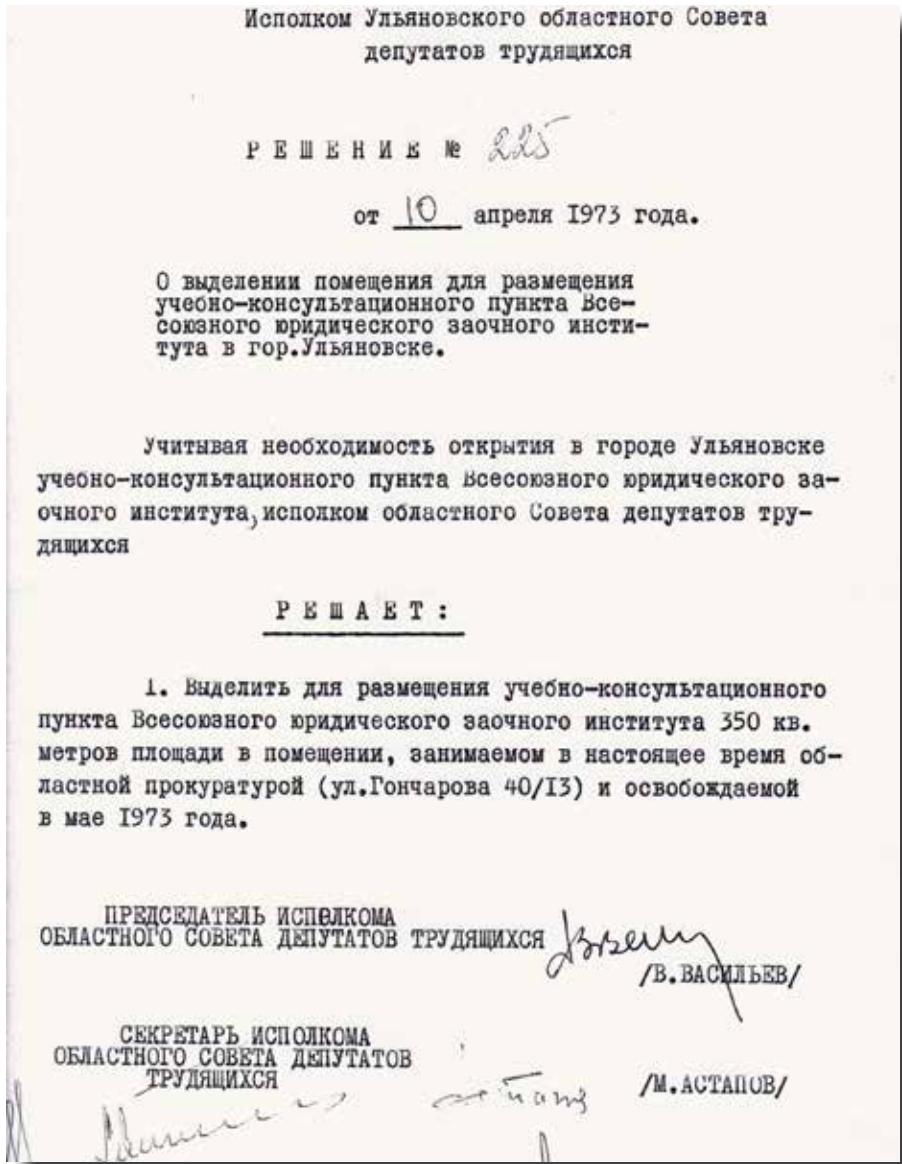 Исполком Ульяновского областного Совета
депутатов трудящихся
РЕШЕНИЕ № 225
от 10 апреля I973 года.
О выделении помещения для размещения
учебно-консультационного пункта Все-
союзного юридического заочного инсти-
тута в гор.Ульяновске.
Учитывая необходимость открытия в городе Ульяновске
учебно-консультационного пункта Всесоюзного юридического за-
очного института, исполком областного Совета депутатов тру-
дящихся
РЕШАЕТ:
I. Выделить для размещения учебно-консультационного
пункта Всесоюзного юридического заочного института 350 кв.
метров площади в помещении, занимаемом в настоящее время об-
ластной прокуратурой (ул.Гончарова 40/I3) и освобождаемой
в мае I973 года.
ПРЕДСЕДАТЕЛЬ ИСПОЛКОМА
ОБЛАСТНОГО СОВЕТА ДЕПУТАТОВ ТРУДЯЩИХСЯ
/В.ВАСИЛЬЕВ/
СЕКРЕТАРЬ ИСПОЛКОМА
ОБЛАСТНОГО СОВЕТА ДЕПУТАТОВ
ТРУДЯЩИХСЯ
/М.АСТАПОВ/